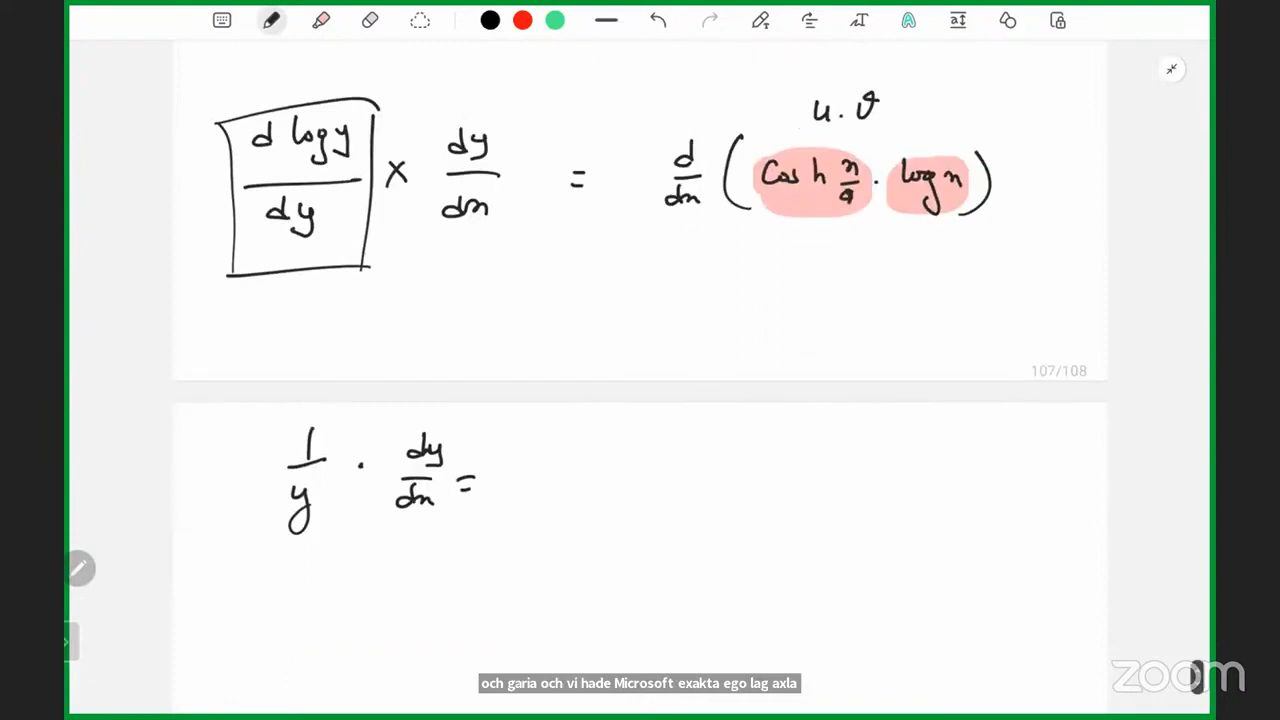 u . v
d log y / dy × dy / dx = d / dx ( Cos h x/a . log x )
107/108
1 / y . dy / dx =
och garia och vi hade Microsoft exakta ego lag axla
zoom